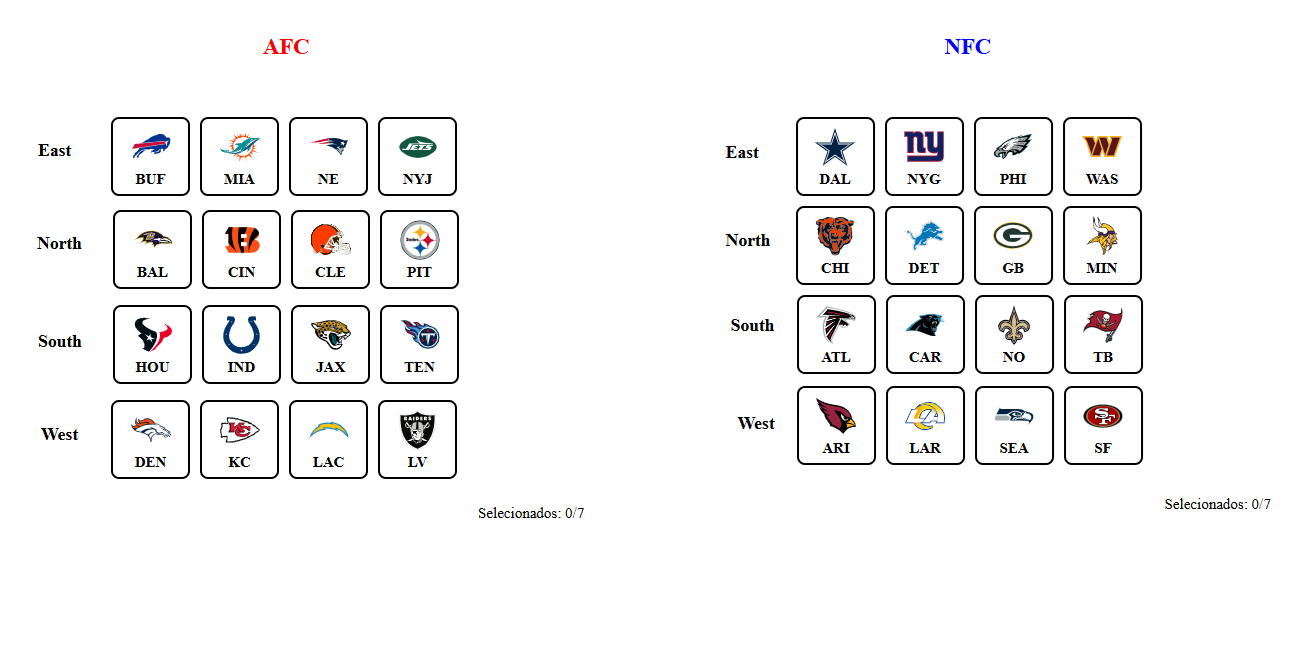 AFC
East
BUF MIA NE NYJ
North
BAL CIN CLE PIT
South
HOU IND JAX TEN
West
DEN KC LAC LV
Selecionados: 0/7
NFC
East
DAL NYG PHI WAS
North
CHI DET GB MIN
South
ATL CAR NO TB
West
ARI LAR SEA SF
Selecionados: 0/7